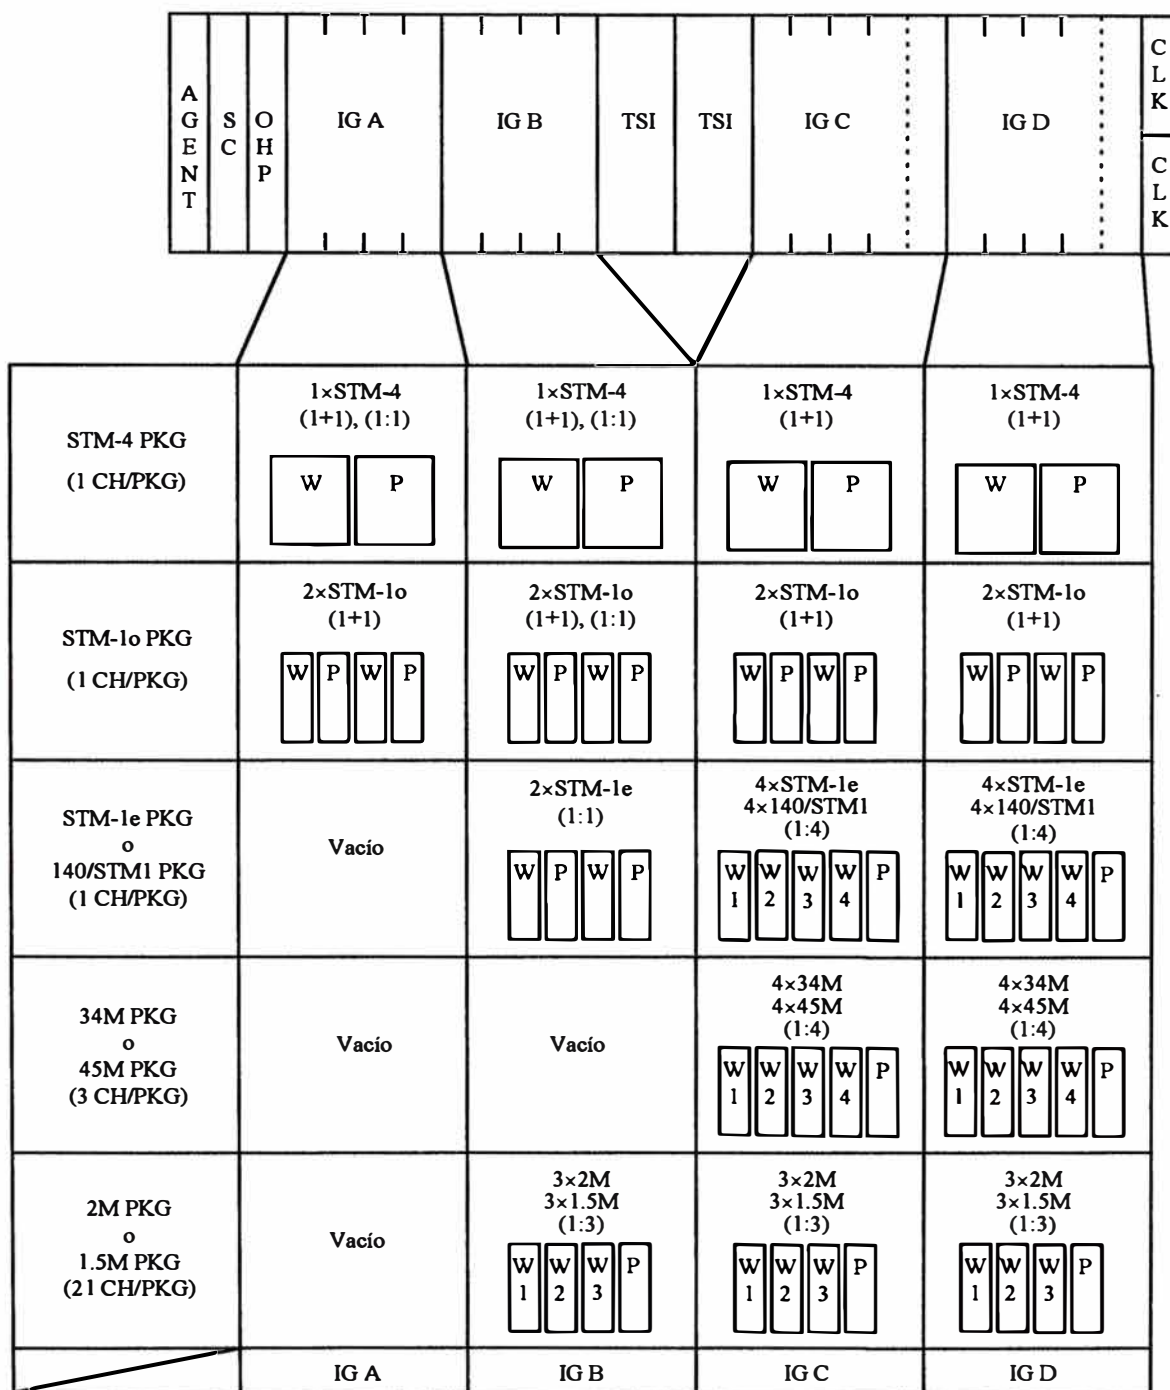 AGENT
SC
OHP
IG A
IG B
TSI
TSI
IG C
IG D
CLK
CLK
STM-4 PKG
(1 CH/PKG)
1×STM-4
(1+1), (1:1)
W P
1×STM-4
(1+1), (1:1)
W P
1×STM-4
(1+1)
W P
1×STM-4
(1+1)
W P
STM-1o PKG
(1 CH/PKG)
2×STM-1o
(1+1)
W P W P
2×STM-1o
(1+1), (1:1)
W P W P
2×STM-1o
(1+1)
W P W P
2×STM-1o
(1+1)
W P W P
STM-1e PKG
o
140/STM1 PKG
(1 CH/PKG)
Vacío
2×STM-1e
(1:1)
W P W P
4×STM-1e
4×140/STM1
(1:4)
W W W W P
1 2 3 4
4×STM-1e
4×140/STM1
(1:4)
W W W W P
1 2 3 4
34M PKG
o
45M PKG
(3 CH/PKG)
Vacío
Vacío
4×34M
4×45M
(1:4)
W W W W P
1 2 3 4
4×34M
4×45M
(1:4)
W W W W P
1 2 3 4
2M PKG
o
1.5M PKG
(21 CH/PKG)
Vacío
3×2M
3×1.5M
(1:3)
W W W P
1 2 3
3×2M
3×1.5M
(1:3)
W W W P
1 2 3
3×2M
3×1.5M
(1:3)
W W W P
1 2 3
IG A
IG B
IG C
IG D